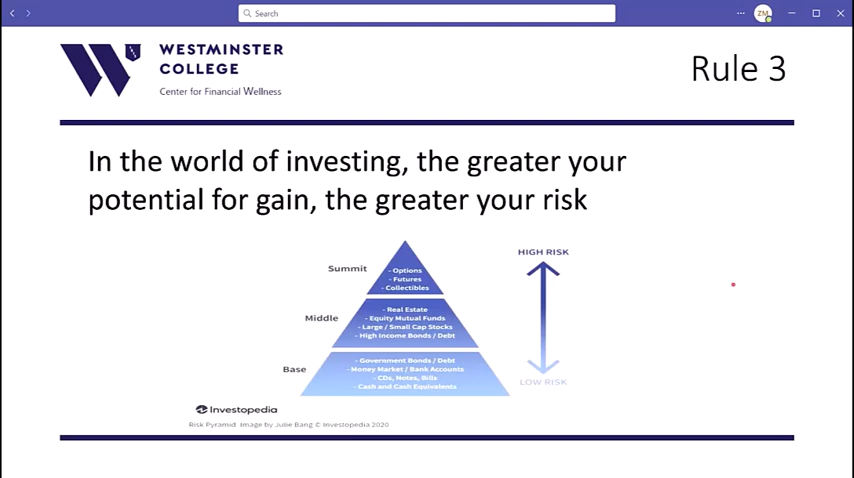 Search
ZM
WESTMINSTER
COLLEGE
Center for Financial Wellness
Rule 3
In the world of investing, the greater your
potential for gain, the greater your risk
Summit
- Options
- Futures
- Collectibles
Middle
- Real Estate
- Equity Mutual Funds
- Large / Small Cap Stocks
- High Income Bonds / Debt
Base
- Government Bonds / Debt
- Money Market / Bank Accounts
- CDs, Notes, Bills
- Cash and Cash Equivalents
HIGH RISK
LOW RISK
Investopedia
Risk Pyramid. Image by Julie Bang © Investopedia 2020